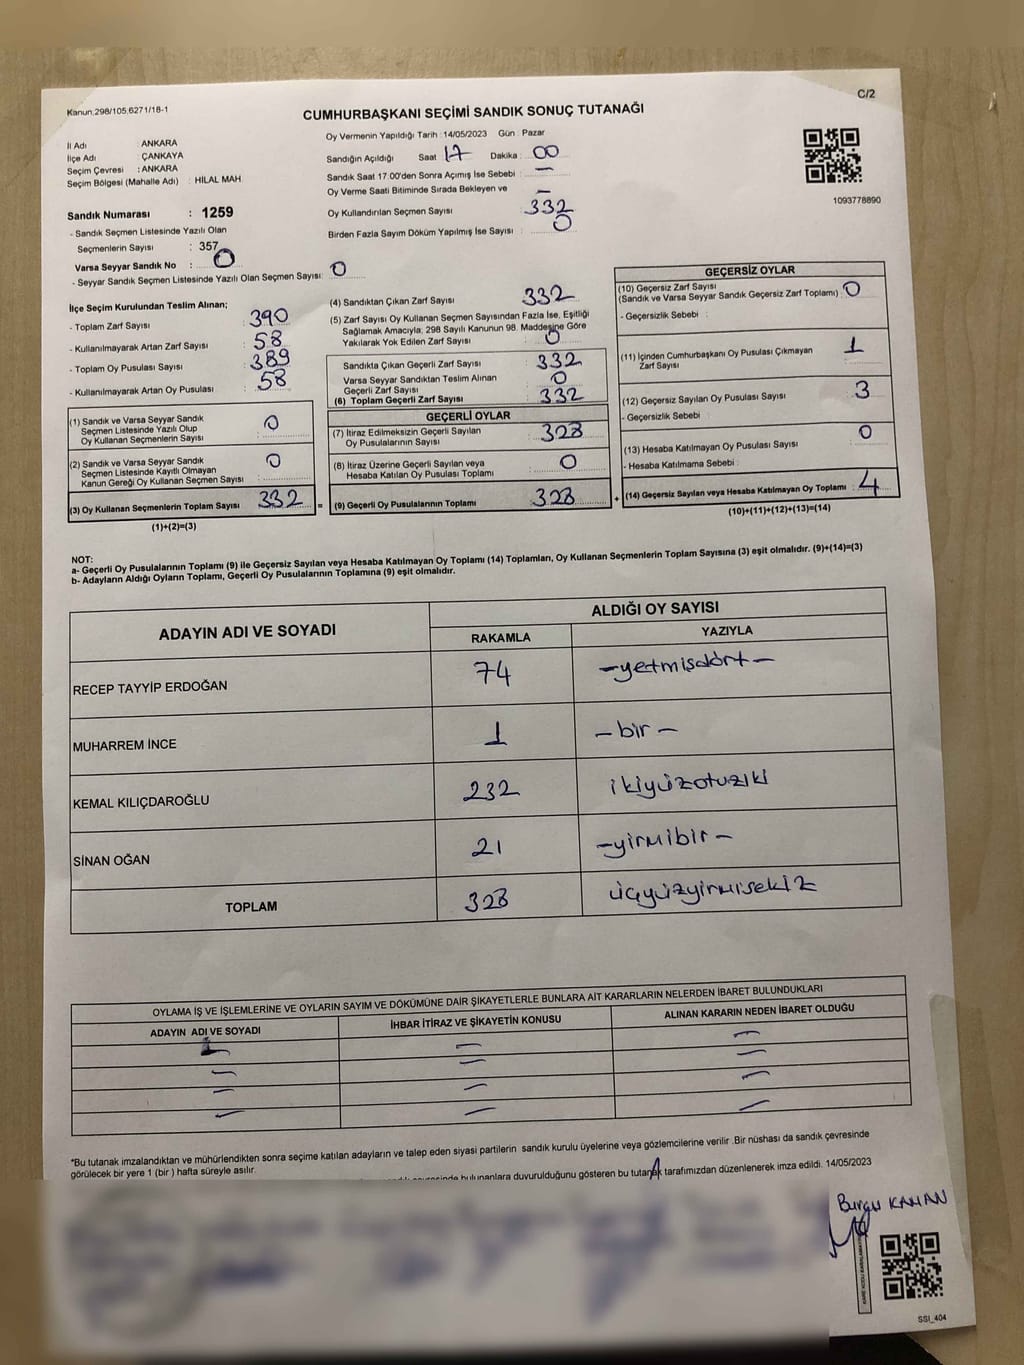 Kanun.298/105.6271/18-1
C/2
CUMHURBAŞKANI SEÇİMİ SANDIK SONUÇ TUTANAĞI
İl Adı : ANKARA
İlçe Adı : ÇANKAYA
Seçim Çevresi : ANKARA
Seçim Bölgesi (Mahalle Adı) : HİLAL MAH
Sandık Numarası : 1259
- Sandık Seçmen Listesinde Yazılı Olan
Seçmenlerin Sayısı : 357
Varsa Seyyar Sandık No : 0
- Seyyar Sandık Seçmen Listesinde Yazılı Olan Seçmen Sayısı: 0
Oy Vermenin Yapıldığı Tarih : 14/05/2023 Gün : Pazar
Sandığın Açıldığı Saat 17 Dakika : 00
Sandık Saat 17:00'den Sonra Açımış İse Sebebi : —
Oy Verme Saati Bitiminde Sırada Bekleyen ve —
Oy Kullandırılan Seçmen Sayısı 332
Birden Fazla Sayım Döküm Yapılmış İse Sayısı : 0
1093778890
İlçe Seçim Kurulundan Teslim Alınan;
- Toplam Zarf Sayısı : 390
- Kullanılmayarak Artan Zarf Sayısı : 58
- Toplam Oy Pusulası Sayısı : 389
- Kullanılmayarak Artan Oy Pusulası : 58
(1) Sandık ve Varsa Seyyar Sandık
Seçmen Listesinde Yazılı Olup
Oy Kullanan Seçmenlerin Sayısı : 0
(2) Sandık ve Varsa Seyyar Sandık
Seçmen Listesinde Kayıtlı Olmayan
Kanun Gereği Oy Kullanan Seçmen Sayısı : 0
(3) Oy Kullanan Seçmenlerin Toplam Sayısı : 332
(1)+(2)=(3)
=
(4) Sandıktan Çıkan Zarf Sayısı : 332
(5) Zarf Sayısı Oy Kullanan Seçmen Sayısından Fazla İse, Eşitliği
Sağlamak Amacıyla; 298 Sayılı Kanunun 98. Maddesine Göre
Yakılarak Yok Edilen Zarf Sayısı : 0
Sandıkta Çıkan Geçerli Zarf Sayısı : 332
Varsa Seyyar Sandıktan Teslim Alınan
Geçerli Zarf Sayısı : 0
(6) Toplam Geçerli Zarf Sayısı : 332
GEÇERLİ OYLAR
(7) İtiraz Edilmeksizin Geçerli Sayılan
Oy Pusulalarının Sayısı : 328
(8) İtiraz Üzerine Geçerli Sayılan veya
Hesaba Katılan Oy Pusulası Toplamı : 0
(9) Geçerli Oy Pusulalarının Toplamı : 328
+
GEÇERSİZ OYLAR
(10) Geçersiz Zarf Sayısı
(Sandık ve Varsa Seyyar Sandık Geçersiz Zarf Toplamı) : 0
- Geçersizlik Sebebi :
(11) İçinden Cumhurbaşkanı Oy Pusulası Çıkmayan
Zarf Sayısı : 1
(12) Geçersiz Sayılan Oy Pusulası Sayısı : 3
- Geçersizlik Sebebi :
(13) Hesaba Katılmayan Oy Pusulası Sayısı : 0
- Hesaba Katılmama Sebebi :
(14) Geçersiz Sayılan veya Hesaba Katılmayan Oy Toplamı : 4
(10)+(11)+(12)+(13)=(14)
NOT:
a- Geçerli Oy Pusulalarının Toplamı (9) ile Geçersiz Sayılan veya Hesaba Katılmayan Oy Toplamı (14) Toplamları, Oy Kullanan Seçmenlerin Toplam Sayısına (3) eşit olmalıdır. (9)+(14)=(3)
b- Adayların Aldığı Oyların Toplamı, Geçerli Oy Pusulalarının Toplamına (9) eşit olmalıdır.
ADAYIN ADI VE SOYADI
ALDIĞI OY SAYISI
RAKAMLA YAZIYLA
RECEP TAYYİP ERDOĞAN 74 -yetmişdört-
MUHARREM İNCE 1 -bir-
KEMAL KILIÇDAROĞLU 232 ikiyüzotuziki
SİNAN OĞAN 21 -yirmibir-
TOPLAM 328 üçyüzyirmisekiz
OYLAMA İŞ VE İŞLEMLERİNE VE OYLARIN SAYIM VE DÖKÜMÜNE DAİR ŞİKAYETLERLE BUNLARA AİT KARARLARIN NELERDEN İBARET BULUNDUKLARI
ADAYIN ADI VE SOYADI İHBAR İTİRAZ VE ŞİKAYETİN KONUSU ALINAN KARARIN NEDEN İBARET OLDUĞU
— — —
— — —
— — —
— — —
*Bu tutanak imzalandıktan ve mühürlendikten sonra seçime katılan adayların ve talep eden siyasi partilerin sandık kurulu üyelerine veya gözlemcilerine verilir .Bir nüshası da sandık çevresinde
görülecek bir yere 1 (bir ) hafta süreyle asılır.
bulunanlara duyurulduğunu gösteren bu tutanak tarafımızdan düzenlenerek imza edildi. 14/05/2023
Burçu KAMAN
SSI_404